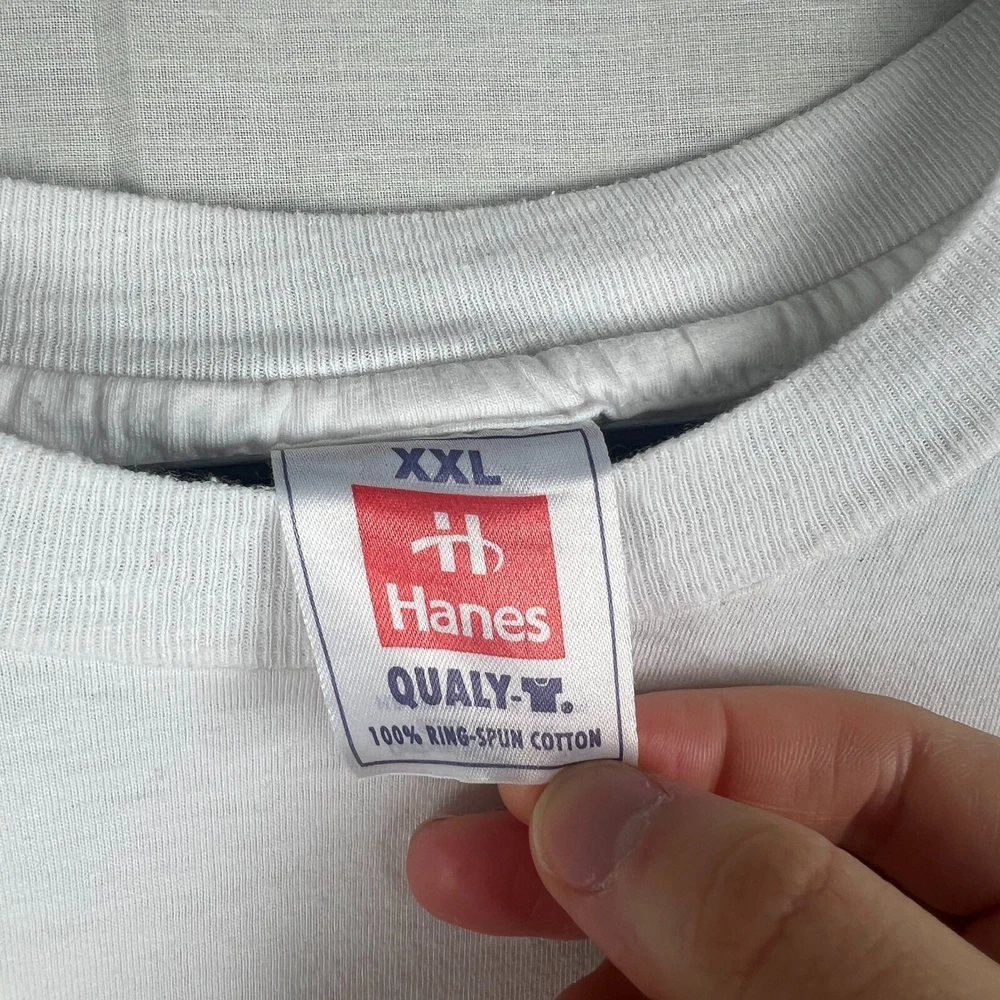 XXL
H
Hanes
QUALY-
100% RING-SPUN COTTON